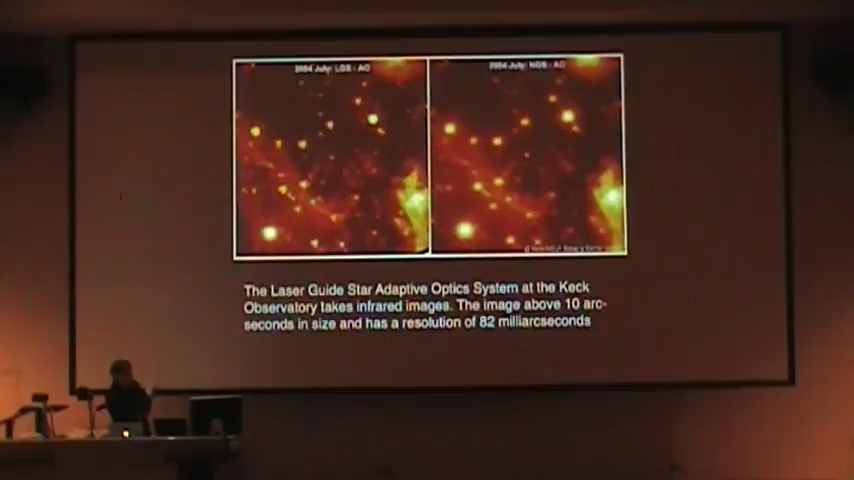 2004 July: LGS - AO
2004 July: NGS - AO
The Laser Guide Star Adaptive Optics System at the Keck
Observatory takes infrared images. The image above 10 arc-
seconds in size and has a resolution of 82 milliarcseconds